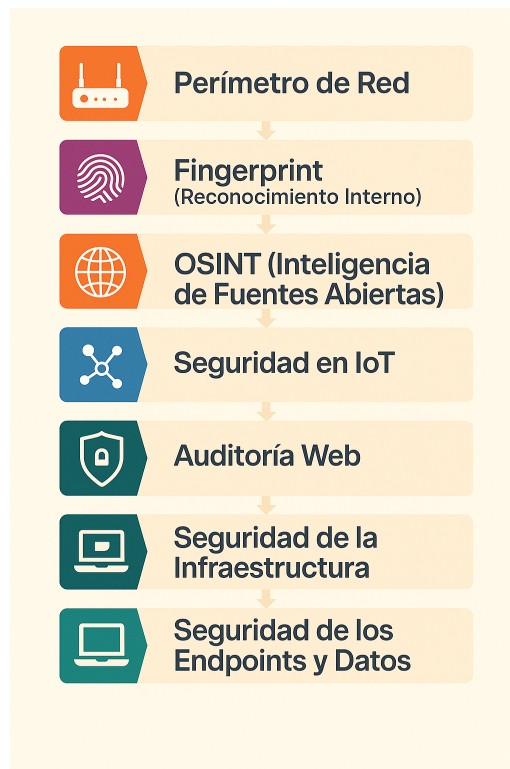 Perímetro de Red
Fingerprint
(Reconocimiento Interno)
OSINT (Inteligencia
de Fuentes Abiertas)
Seguridad en IoT
Auditoría Web
Seguridad de la
Infraestructura
Seguridad de los
Endpoints y Datos